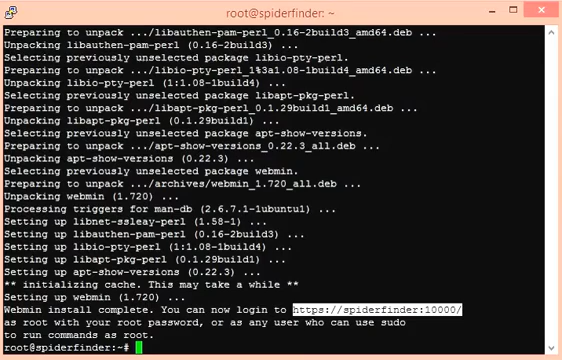 root@spiderfinder: ~
Preparing to unpack .../libauthen-pam-perl_0.16-2build3_amd64.deb ...
Unpacking libauthen-pam-perl (0.16-2build3) ...
Selecting previously unselected package libio-pty-perl.
Preparing to unpack .../libio-pty-perl_1%3a1.08-1build4_amd64.deb ...
Unpacking libio-pty-perl (1:1.08-1build4) ...
Selecting previously unselected package libapt-pkg-perl.
Preparing to unpack .../libapt-pkg-perl_0.1.29build1_amd64.deb ...
Unpacking libapt-pkg-perl (0.1.29build1) ...
Selecting previously unselected package apt-show-versions.
Preparing to unpack .../apt-show-versions_0.22.3_all.deb ...
Unpacking apt-show-versions (0.22.3) ...
Selecting previously unselected package webmin.
Preparing to unpack .../archives/webmin_1.720_all.deb ...
Unpacking webmin (1.720) ...
Processing triggers for man-db (2.6.7.1-1ubuntu1) ...
Setting up libnet-ssleay-perl (1.58-1) ...
Setting up libauthen-pam-perl (0.16-2build3) ...
Setting up libio-pty-perl (1:1.08-1build4) ...
Setting up libapt-pkg-perl (0.1.29build1) ...
Setting up apt-show-versions (0.22.3) ...
** initializing cache. This may take a while **
Setting up webmin (1.720) ...
Webmin install complete. You can now login to https://spiderfinder:10000/
as root with your root password, or as any user who can use sudo
to run commands as root.
root@spiderfinder:~#